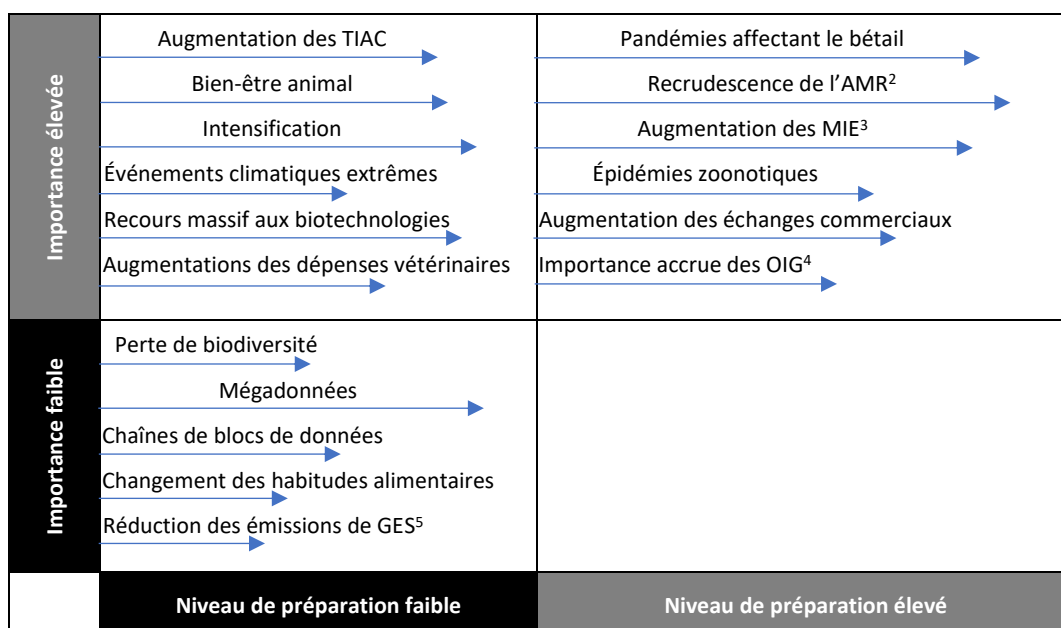 Importance élevée
Augmentation des TIAC
Bien-être animal
Intensification
Événements climatiques extrêmes
Recours massif aux biotechnologies
Augmentations des dépenses vétérinaires
Pandémies affectant le bétail
Recrudescence de l’AMR²
Augmentation des MIE³
Épidémies zoonotiques
Augmentation des échanges commerciaux
Importance accrue des OIG⁴
Importance faible
Perte de biodiversité
Mégadonnées
Chaînes de blocs de données
Changement des habitudes alimentaires
Réduction des émissions de GES⁵
Niveau de préparation faible
Niveau de préparation élevé